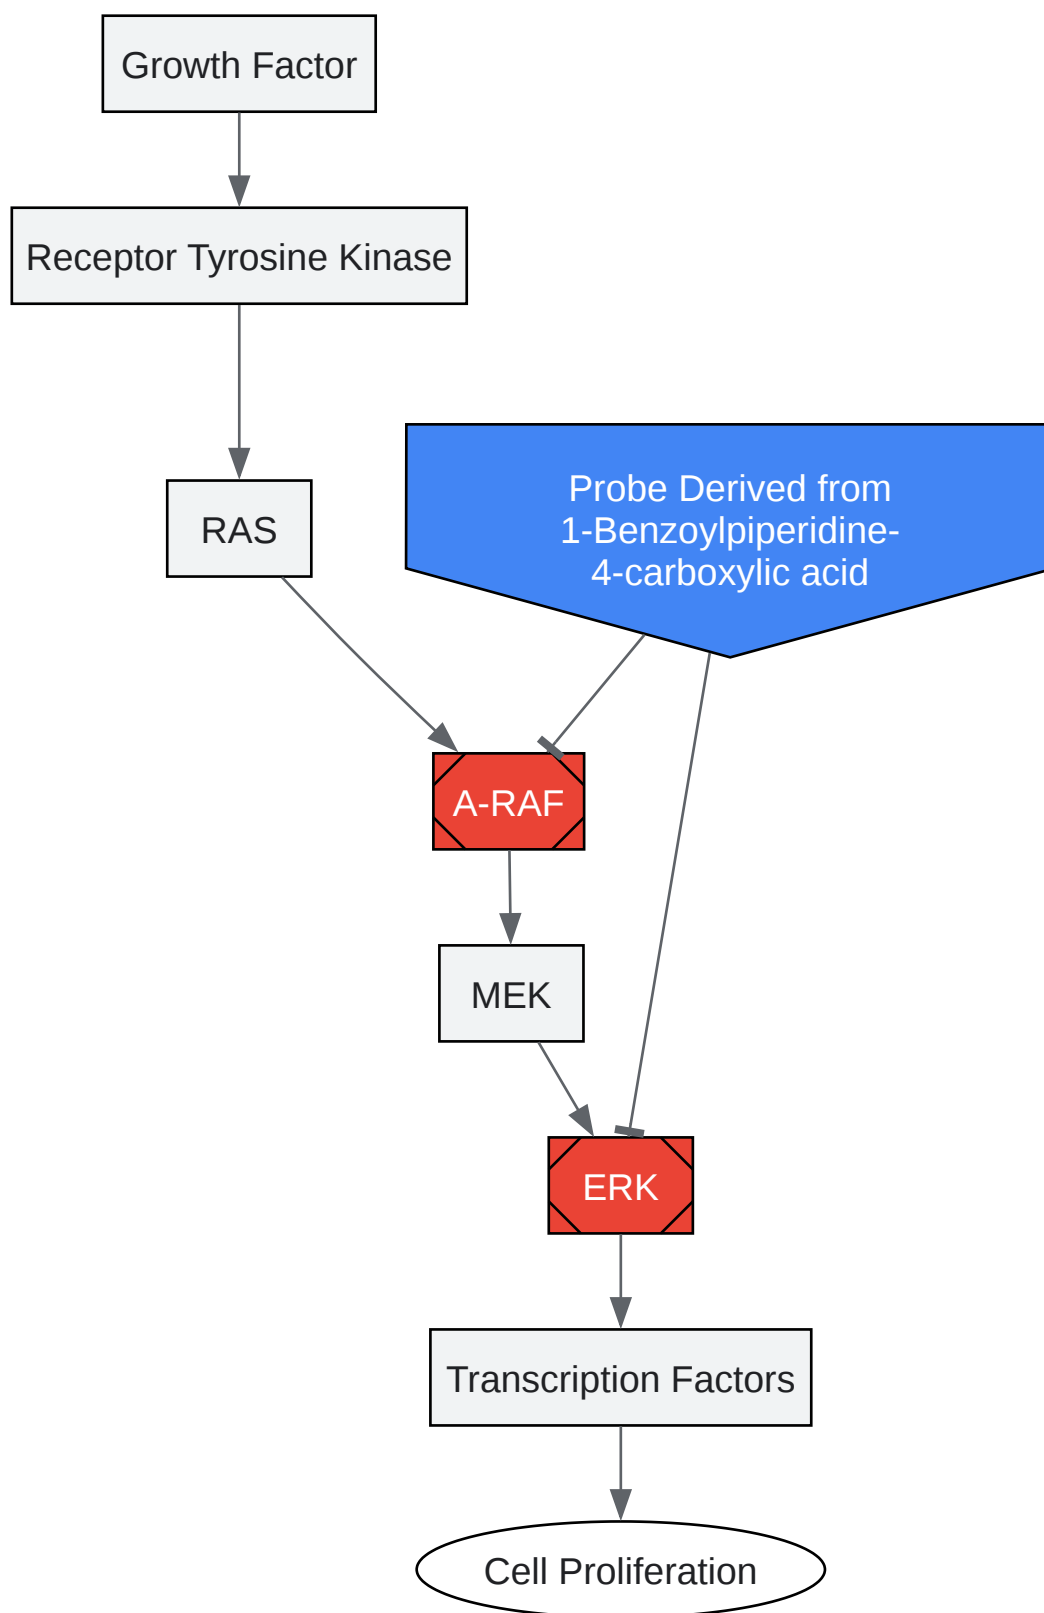 Growth Factor
Receptor Tyrosine Kinase
RAS
Probe Derived from
1-Benzoylpiperidine-
4-carboxylic acid
A-RAF
MEK
ERK
Transcription Factors
Cell Proliferation